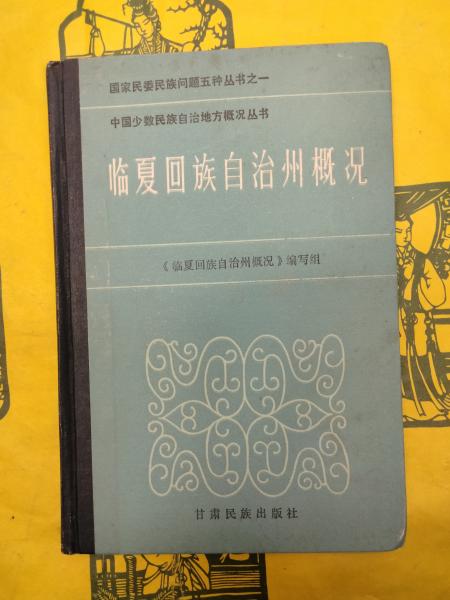 国家民委民族问题五种丛书之一
中国少数民族自治地方概况丛书
临夏回族自治州概况
《临夏回族自治州概况》编写组
甘肃民族出版社